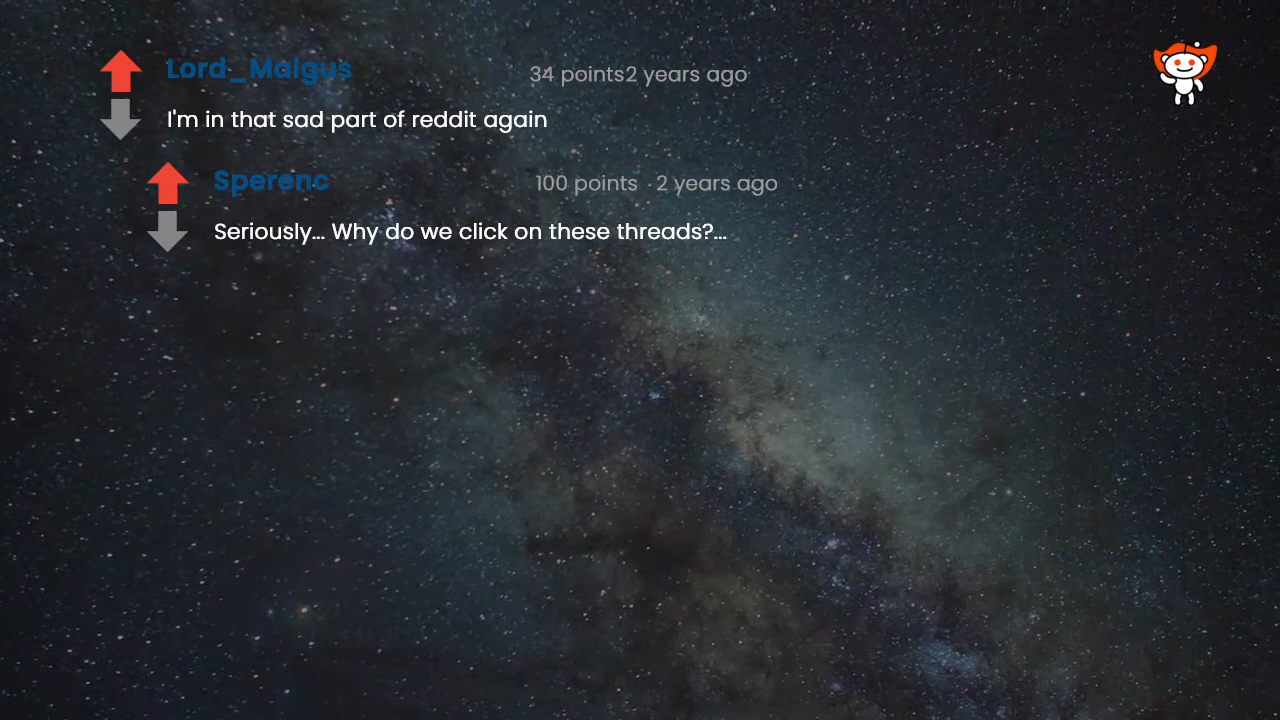 Lord_Malgus 34 points2 years ago
I'm in that sad part of reddit again
Sperenc 100 points · 2 years ago
Seriously... Why do we click on these threads?...